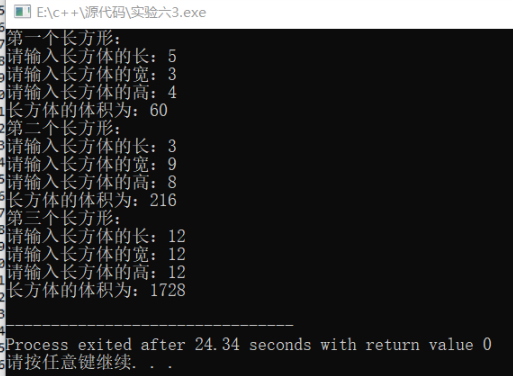 E:\c++\源代码\实验六3.exe
第一个长方形：
请输入长方体的长：5
请输入长方体的宽：3
请输入长方体的高：4
长方体的体积为：60
第二个长方形：
请输入长方体的长：3
请输入长方体的宽：9
请输入长方体的高：8
长方体的体积为：216
第三个长方形：
请输入长方体的长：12
请输入长方体的宽：12
请输入长方体的高：12
长方体的体积为：1728
--------------------------------
Process exited after 24.34 seconds with return value 0
请按任意键继续. . .